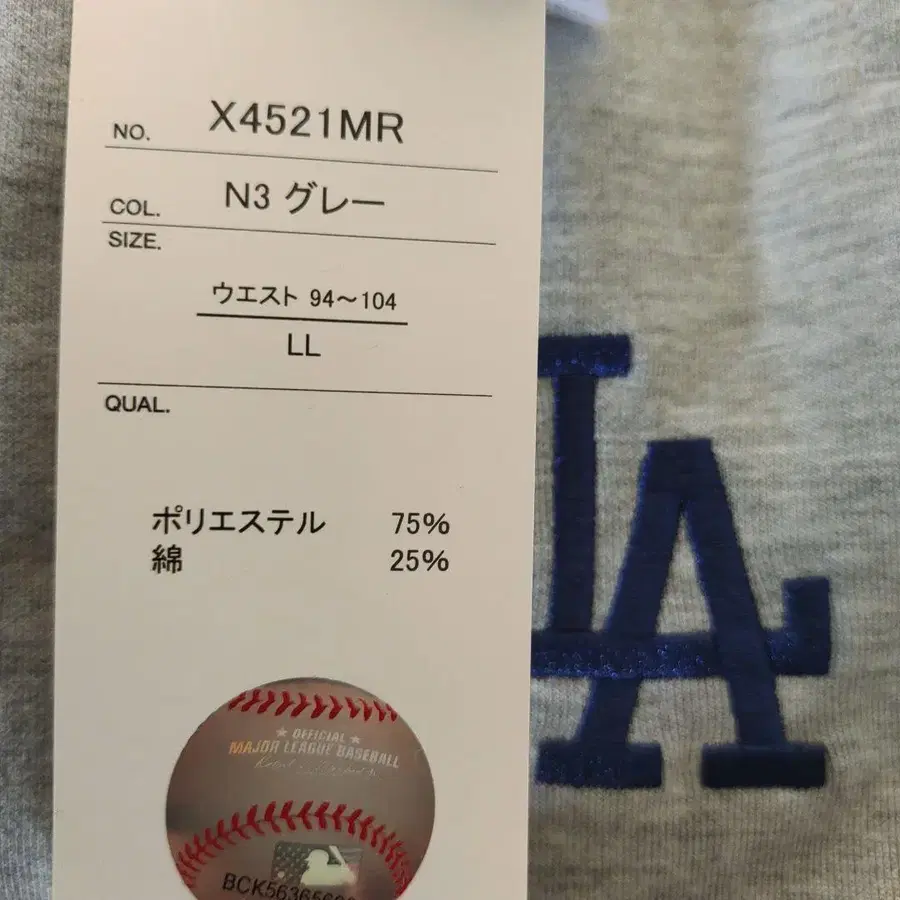 NO. X4521MR
COL. N3 グレー
SIZE.
ウエスト 94～104
LL
QUAL.
ポリエステル 75%
綿 25%
OFFICIAL
MAJOR LEAGUE BASEBALL
LA